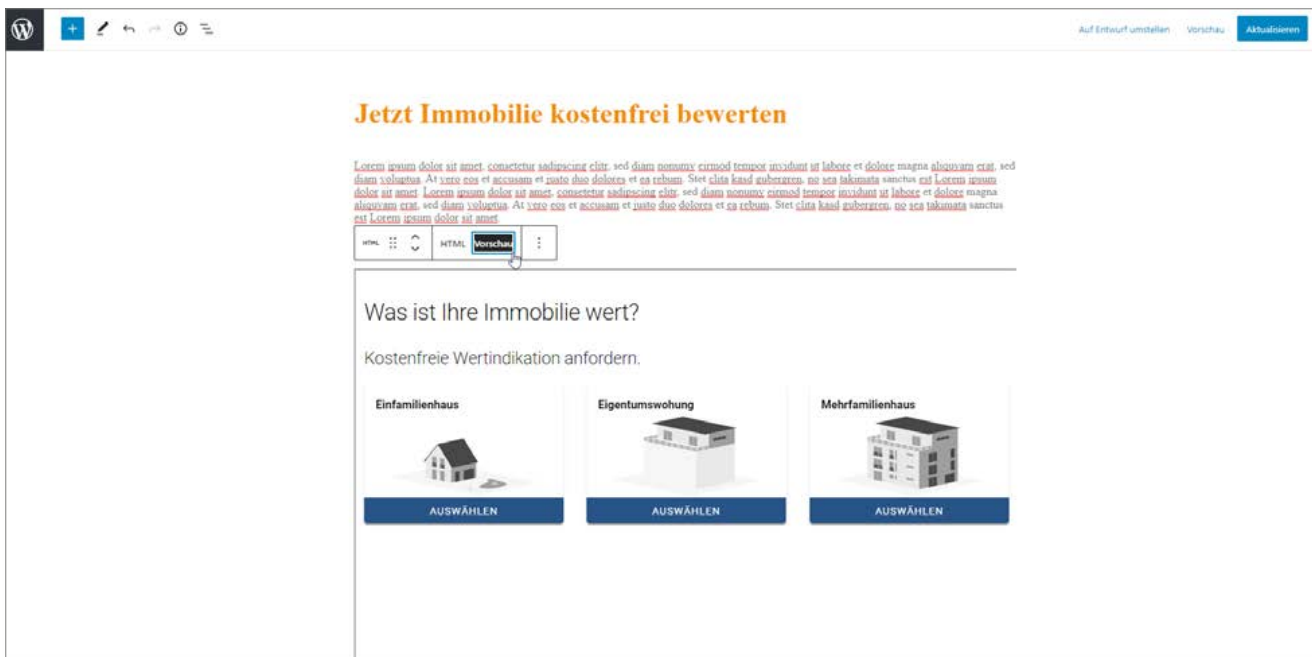 Auf Entwurf umstellen Vorschau Aktualisieren
Jetzt Immobilie kostenfrei bewerten
Lorem ipsum dolor sit amet, consetetur sadipscing elitr, sed diam nonumy eirmod tempor invidunt ut labore et dolore magna aliquyam erat, sed
diam voluptua. At vero eos et accusam et justo duo dolores et ea rebum. Stet clita kasd gubergren, no sea takimata sanctus est Lorem ipsum
dolor sit amet. Lorem ipsum dolor sit amet, consetetur sadipscing elitr, sed diam nonumy eirmod tempor invidunt ut labore et dolore magna
aliquyam erat, sed diam voluptua. At vero eos et accusam et justo duo dolores et ea rebum. Stet clita kasd gubergren, no sea takimata sanctus
est Lorem ipsum dolor sit amet.
HTML HTML Vorschau
Was ist Ihre Immobilie wert?
Kostenfreie Wertindikation anfordern.
Einfamilienhaus Eigentumswohung Mehrfamilienhaus
AUSWÄHLEN AUSWÄHLEN AUSWÄHLEN